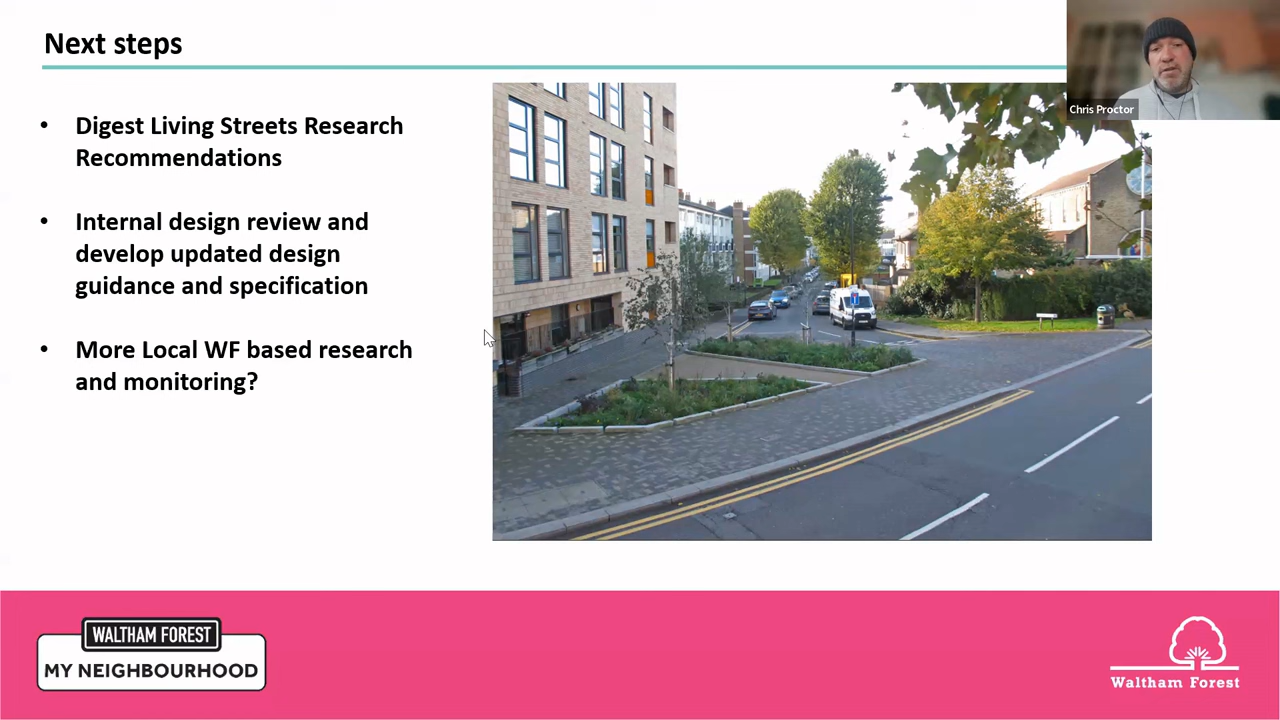 Next steps
Chris Proctor
• Digest Living Streets Research
Recommendations
• Internal design review and
develop updated design
guidance and specification
• More Local WF based research
and monitoring?
WALTHAM FOREST
MY NEIGHBOURHOOD
Waltham Forest